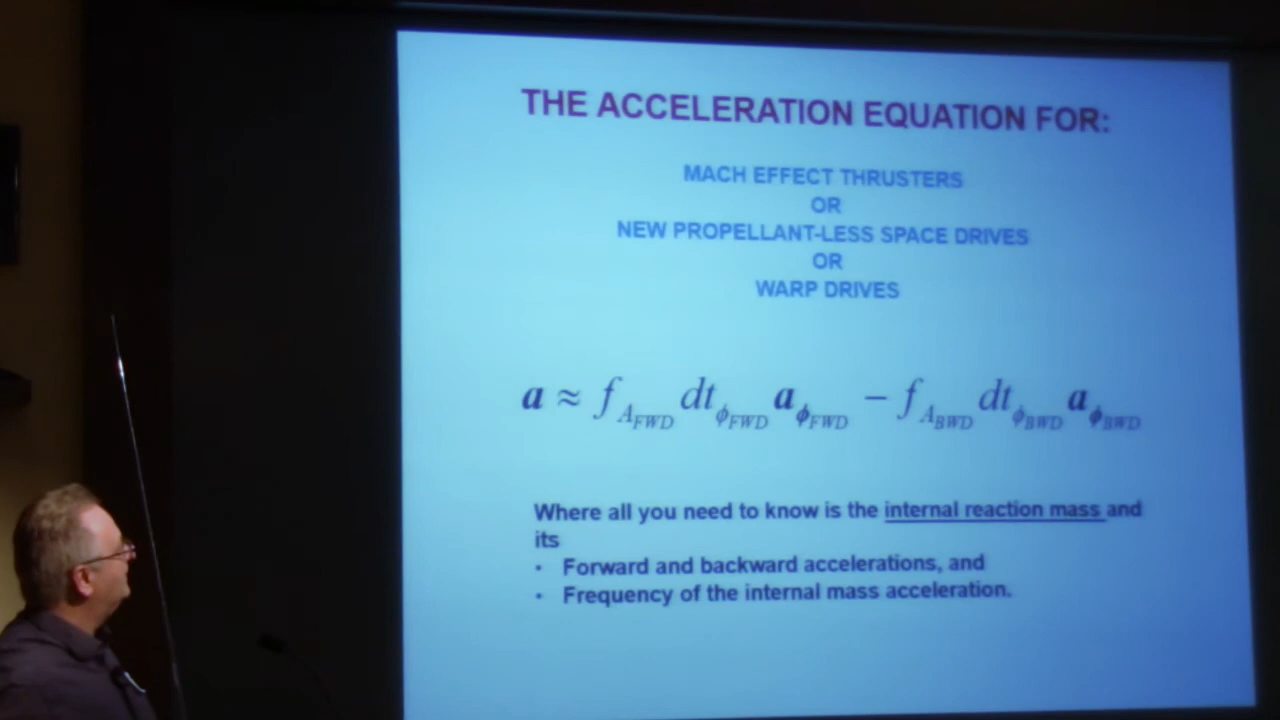 THE ACCELERATION EQUATION FOR:
MACH EFFECT THRUSTERS
OR
NEW PROPELLANT-LESS SPACE DRIVES
OR
WARP DRIVES
a ≈ f_{A_{FWD}} dt_{ϕ_{FWD}} a_{ϕ_{FWD}} − f_{A_{BWD}} dt_{ϕ_{BWD}} a_{ϕ_{BWD}}
Where all you need to know is the internal reaction mass and
its
• Forward and backward accelerations, and
• Frequency of the internal mass acceleration.